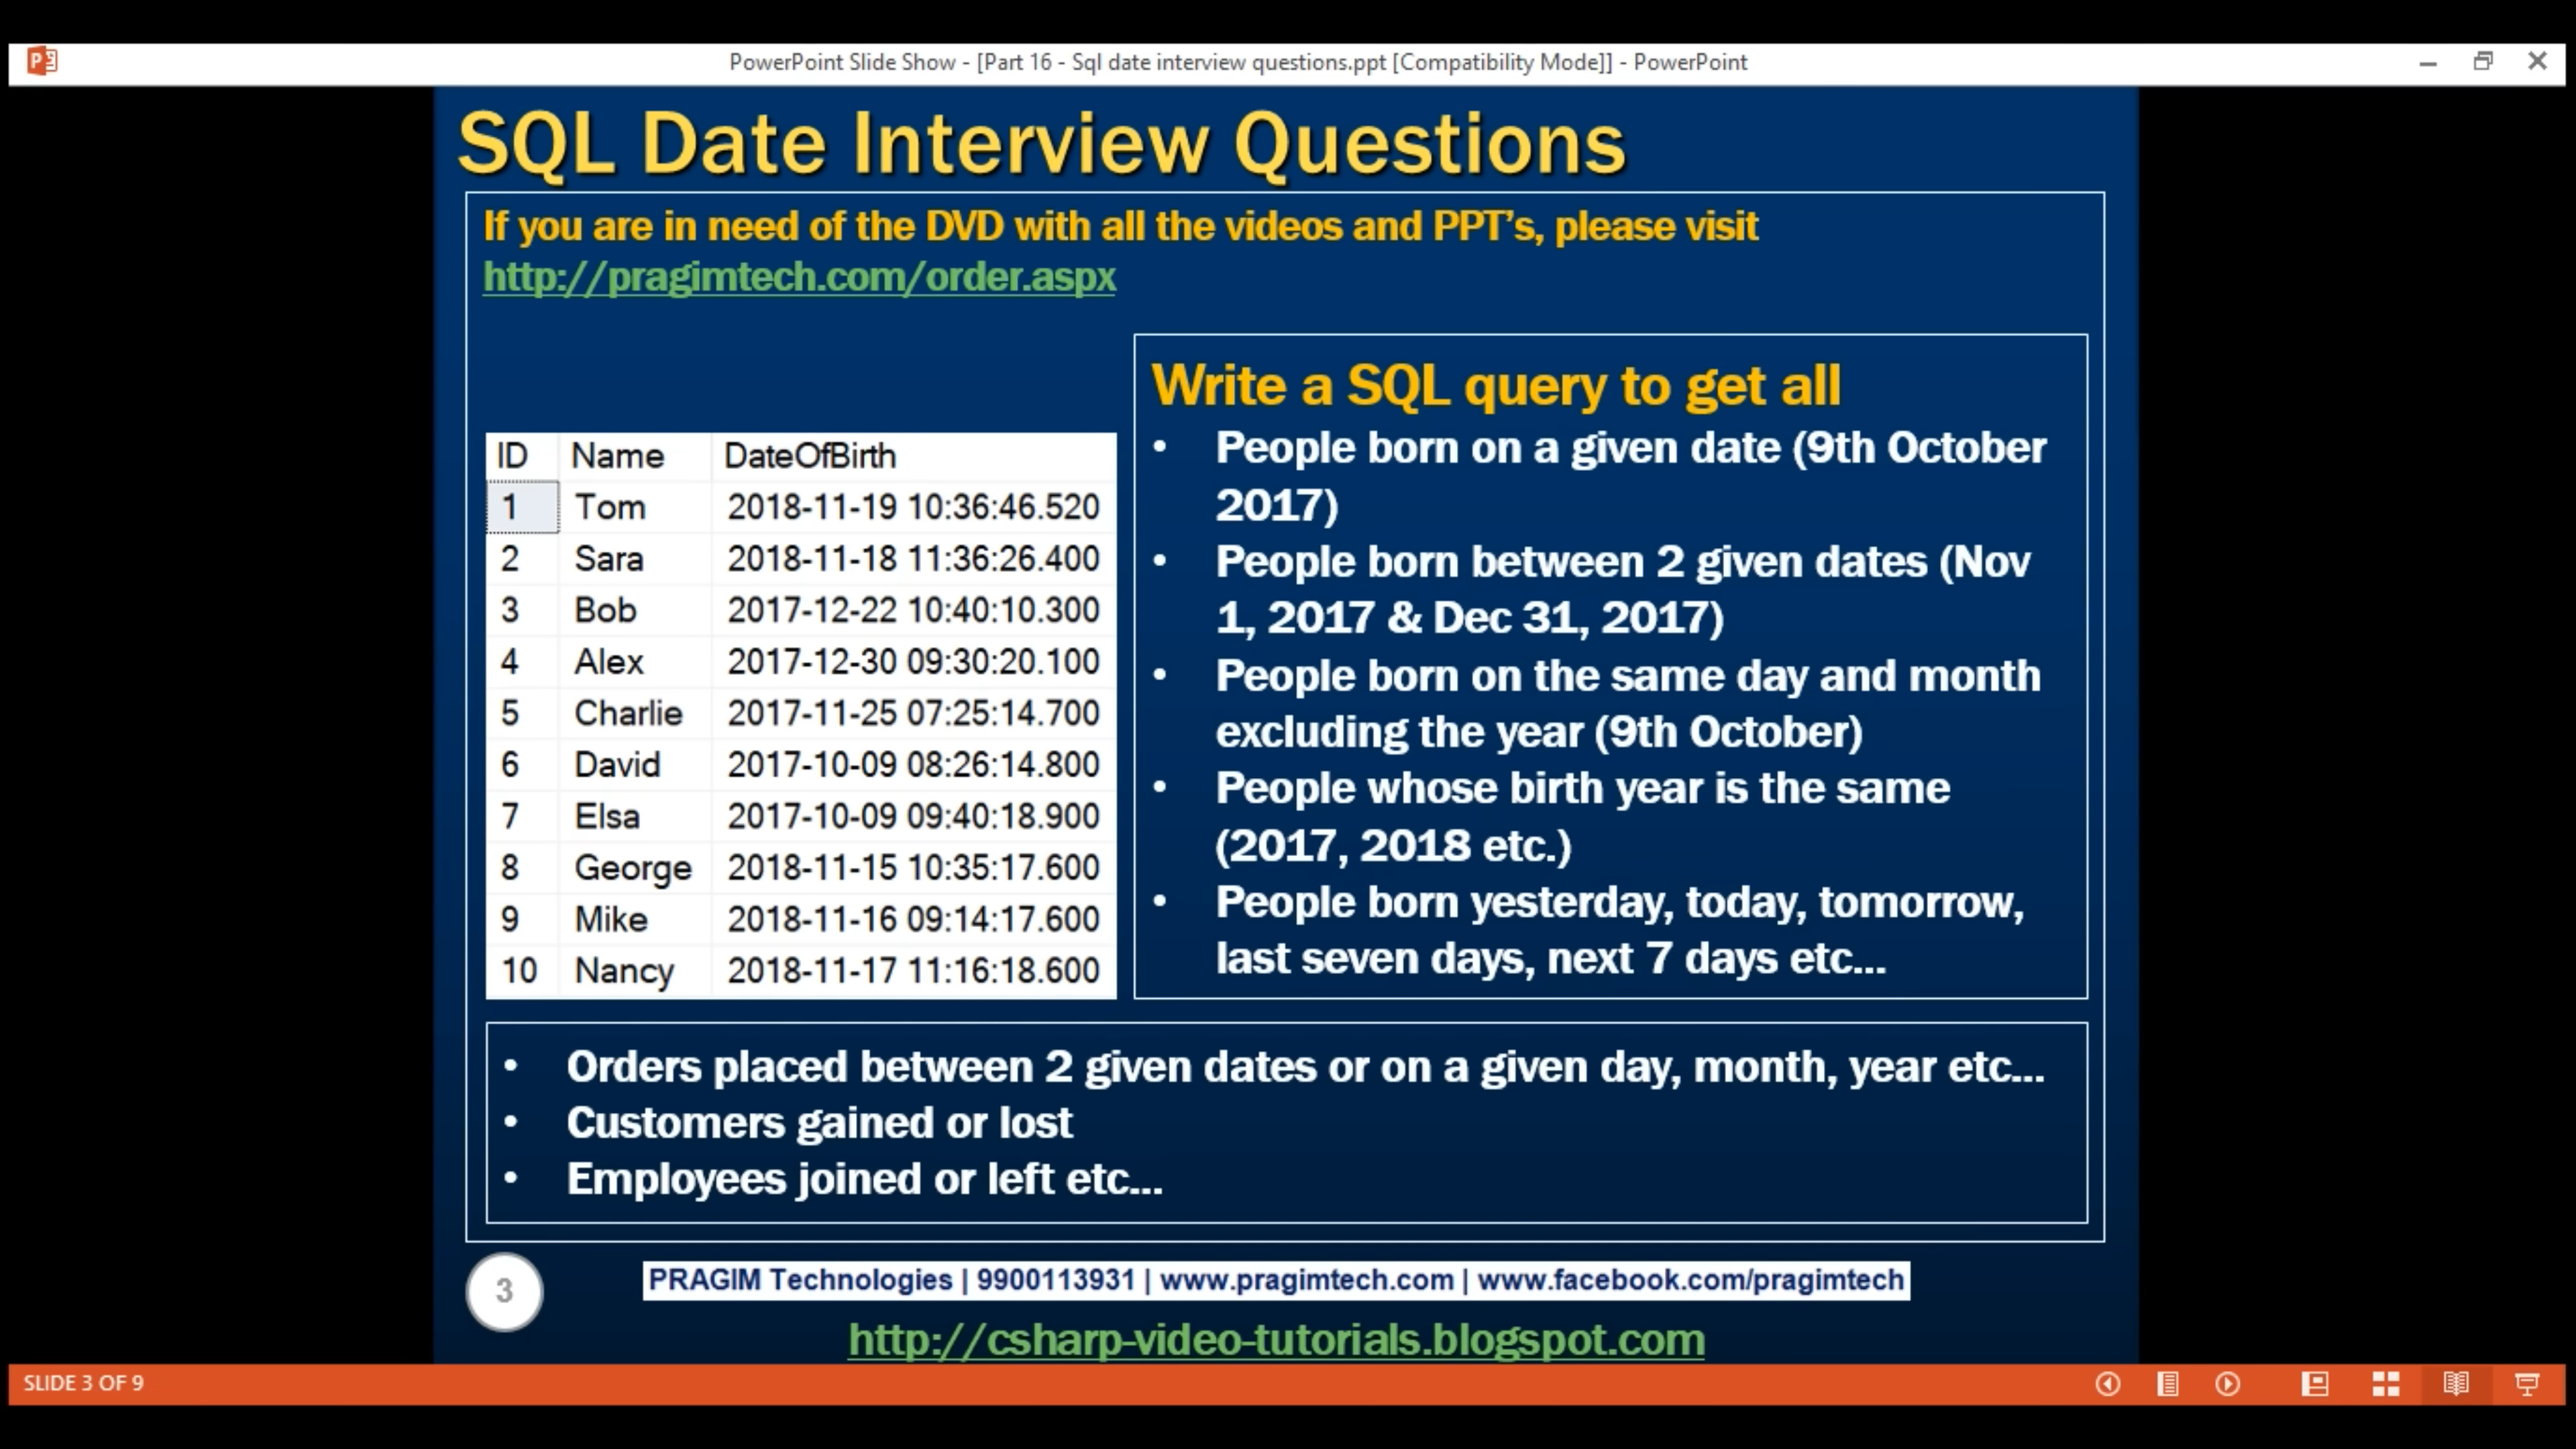 PowerPoint Slide Show - [Part 16 - Sql date interview questions.ppt [Compatibility Mode]] - PowerPoint
SQL Date Interview Questions
If you are in need of the DVD with all the videos and PPT’s, please visit
http://pragimtech.com/order.aspx
ID Name DateOfBirth
1 Tom 2018-11-19 10:36:46.520
2 Sara 2018-11-18 11:36:26.400
3 Bob 2017-12-22 10:40:10.300
4 Alex 2017-12-30 09:30:20.100
5 Charlie 2017-11-25 07:25:14.700
6 David 2017-10-09 08:26:14.800
7 Elsa 2017-10-09 09:40:18.900
8 George 2018-11-15 10:35:17.600
9 Mike 2018-11-16 09:14:17.600
10 Nancy 2018-11-17 11:16:18.600
Write a SQL query to get all
• People born on a given date (9th October
2017)
• People born between 2 given dates (Nov
1, 2017 & Dec 31, 2017)
• People born on the same day and month
excluding the year (9th October)
• People whose birth year is the same
(2017, 2018 etc.)
• People born yesterday, today, tomorrow,
last seven days, next 7 days etc...
• Orders placed between 2 given dates or on a given day, month, year etc...
• Customers gained or lost
• Employees joined or left etc...
3
PRAGIM Technologies | 9900113931 | www.pragimtech.com | www.facebook.com/pragimtech
http://csharp-video-tutorials.blogspot.com
SLIDE 3 OF 9